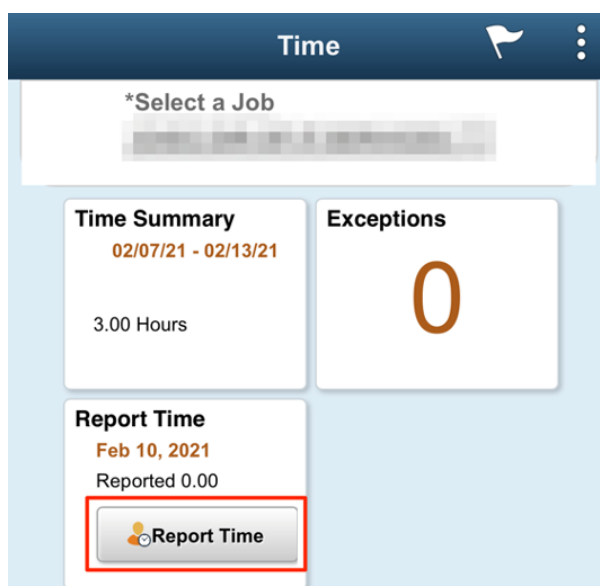 Time
*Select a Job
Time Summary
02/07/21 - 02/13/21
3.00 Hours
Exceptions
0
Report Time
Feb 10, 2021
Reported 0.00
Report Time